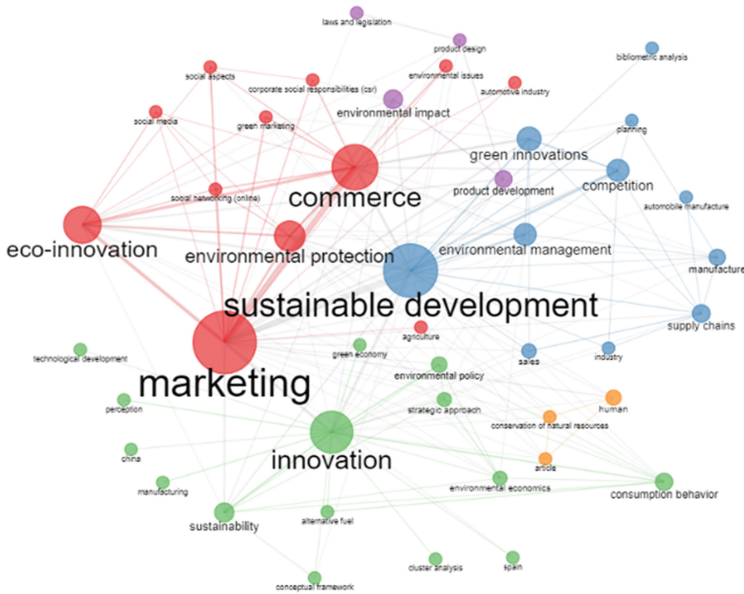 laws and legislation
product design
bibliometric analysis
social aspects
environmental issues
corporate social responsibilities (csr)
automotive industry
environmental impact
social media
green marketing
planning
green innovations
competition
product development
social networking (online)
commerce
automobile manufacture
eco-innovation
environmental protection
environmental management
manufacture
sustainable development
supply chains
agriculture
technological development
green economy
sales
industry
environmental policy
marketing
perception
strategic approach
human
conservation of natural resources
innovation
china
article
manufacturing
environmental economics
consumption behavior
sustainability
alternative fuel
cluster analysis
spain
conceptual framework